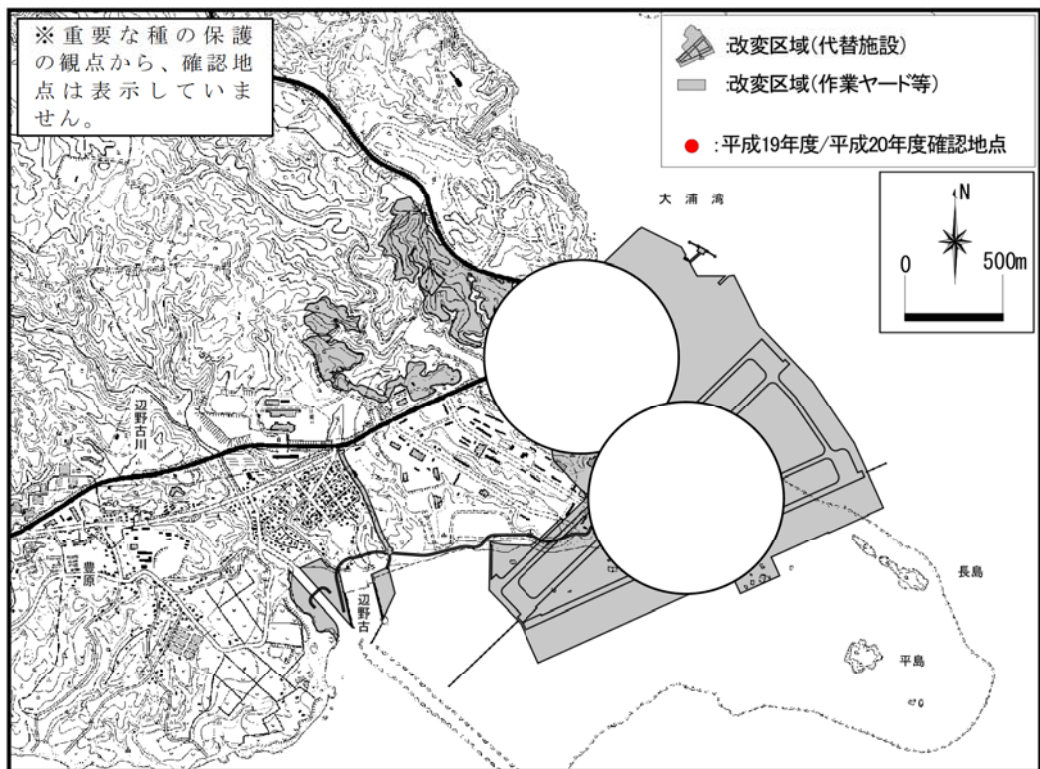 ※重要な種の保護
の観点から、確認地
点は表示していま
せん。
:改変区域(代替施設)
:改変区域(作業ヤード等)
:平成19年度/平成20年度確認地点
大浦湾
N
0 500m
辺野古川
豊原
辺野古
長島
平島